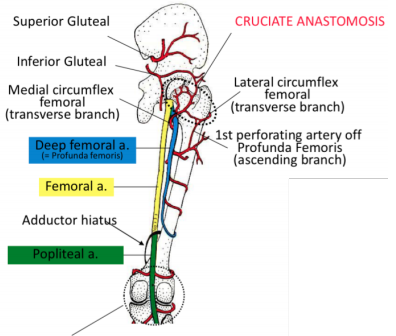 Superior Gluteal
CRUCIATE ANASTOMOSIS
Inferior Gluteal
Medial circumflex
femoral
(transverse branch)
Lateral circumflex
femoral
(transverse branch)
Deep femoral a.
(= Profunda femoris)
1st perforating artery off
Profunda Femoris
(ascending branch)
Femoral a.
Adductor hiatus
Popliteal a.